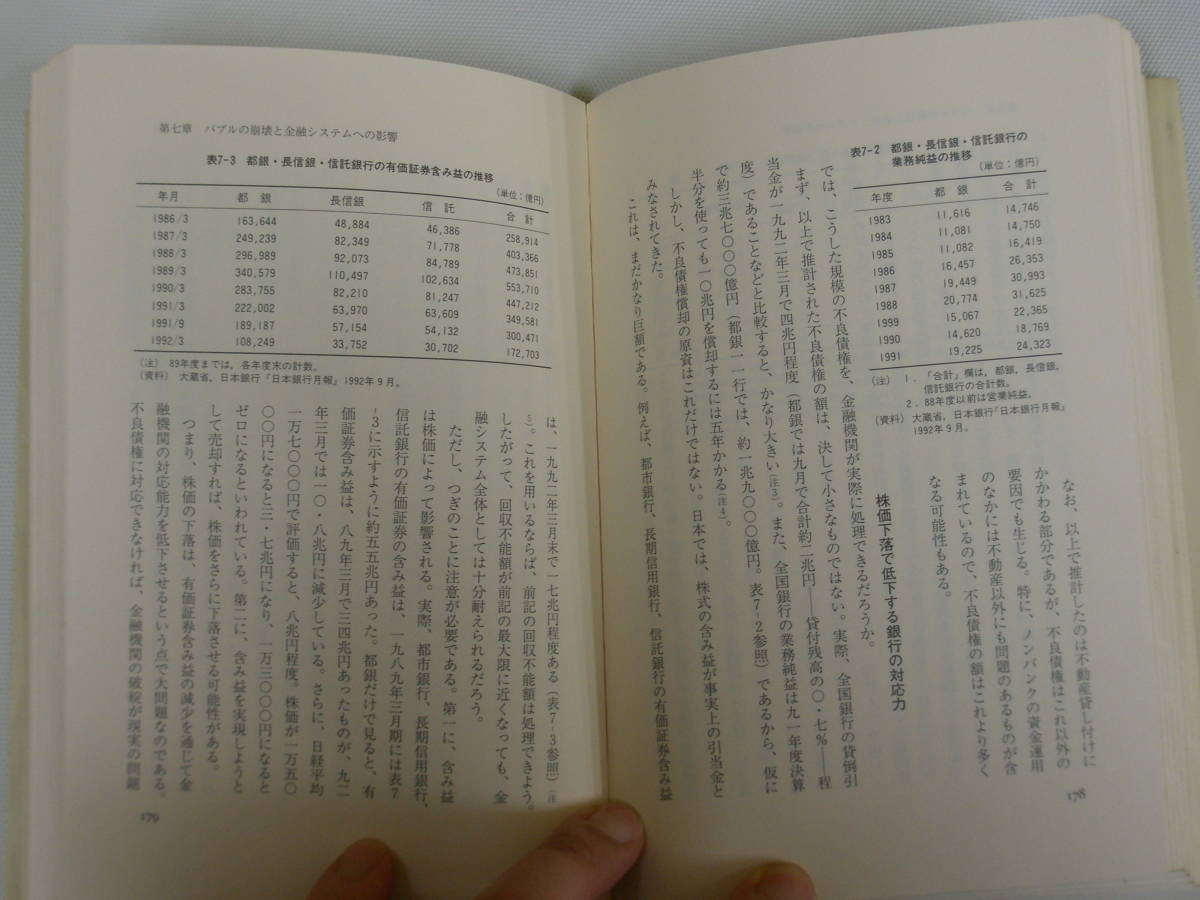 表7-2 都銀・長信銀・信託銀行の
業務純益の推移
(単位：億円)
年度 都銀 合計
1983 11,616 14,746
1984 11,081 14,750
1985 11,082 16,419
1986 16,457 26,353
1987 19,449 30,993
1988 20,774 31,625
1999 15,067 22,365
1990 14,620 18,769
1991 19,225 24,323
(注) 1．「合計」欄は，都銀，長信銀，
信託銀行の合計数。
2．88年度以前は営業純益。
(資料) 大蔵省，日本銀行『日本銀行月報』
1992年9月。
なお、以上で推計したのは不動産貸し付けに
かかわる部分であるが、不良債権はこれ以外の
要因でも生じる。特に、ノンバンクの資金運用
のなかには不動産以外にも問題のあるものが含
まれているので、不良債権の額はこれより多く
なる可能性もある。
株価下落で低下する銀行の対応力
では、こうした規模の不良債権を、金融機関が実際に処理できるだろうか。
まず、以上で推計された不良債権の額は、決して小さなものではない。実際、全国銀行の貸倒引
当金が一九九二年三月で四兆円程度（都銀では九月で合計約二兆円――貸付残高の〇・七％――程
度）であることなどと比較すると、かなり大きい（注3）。また、全国銀行の業務純益は九一年度決算
で約三兆七〇〇〇億円（都銀一一行では、約一兆九〇〇〇億円。表7-2参照）であるから、仮に
半分を使っても一〇兆円を償却するには五年かかる（注4）。
しかし、不良債権償却の原資はこれだけではない。日本では、株式の含み益が事実上の引当金と
みなされてきた。
これは、まだかなり巨額である。例えば、都市銀行、長期信用銀行、信託銀行の有価証券含み益
178
第七章 バブルの崩壊と金融システムへの影響
表7-3 都銀・長信銀・信託銀行の有価証券含み益の推移
(単位：億円)
年月 都銀 長信銀 信託 合計
1986/3 163,644 48,884 46,386 258,914
1987/3 249,239 82,349 71,778 403,366
1988/3 296,989 92,073 84,789 473,851
1989/3 340,579 110,497 102,634 553,710
1990/3 283,755 82,210 81,247 447,212
1991/3 222,002 63,970 63,609 349,581
1991/9 189,187 57,154 54,132 300,471
1992/3 108,249 33,752 30,702 172,703
(注) 89年度までは，各年度末の計数。
(資料) 大蔵省，日本銀行『日本銀行月報』1992年9月。
は、一九九二年三月末で一七兆円程度ある（表7-3参照）（注
5）。これを用いるならば、前記の回収不能額は処理できよう。
したがって、回収不能額が前記の最大限に近くなっても、金
融システム全体としては十分耐えられるだろう。
ただし、つぎのことに注意が必要である。第一に、含み益
は株価によって影響される。実際、都市銀行、長期信用銀行、
信託銀行の有価証券の含み益は、一九八九年三月期には表7
-3に示すように約五五兆円あった。都銀だけで見ると、有
価証券含み益は、八九年三月で三四兆円あったものが、九二
年三月では一〇・八兆円に減少している。さらに、日経平均
一万七〇〇〇円で評価すると、八兆円程度。株価が一万五〇
〇〇円になると三・七兆円になり、一万三〇〇〇円になると
ゼロになるといわれている。第二に、含み益を実現しようと
して売却すれば、株価をさらに下落させる可能性がある。
つまり、株価の下落は、有価証券含み益の減少を通じて金
融機関の対応能力を低下させるという点で大問題なのである。
不良債権に対応できなければ、金融機関の破綻が現実の問題
179